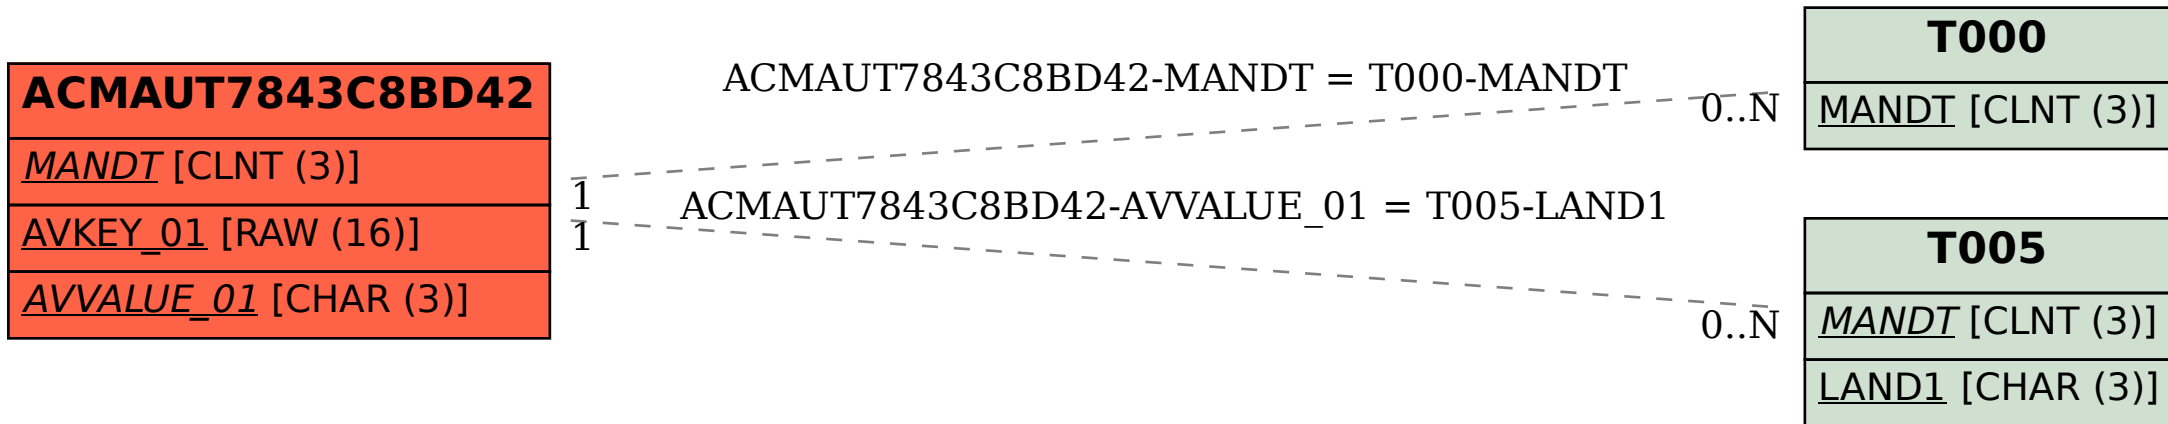 ACMAUT7843C8BD42
MANDT [CLNT (3)]
AVKEY_01 [RAW (16)]
AVVALUE_01 [CHAR (3)]
ACMAUT7843C8BD42-MANDT = T000-MANDT
0..N
1
ACMAUT7843C8BD42-AVVALUE_01 = T005-LAND1
1
0..N
T000
MANDT [CLNT (3)]
T005
MANDT [CLNT (3)]
LAND1 [CHAR (3)]